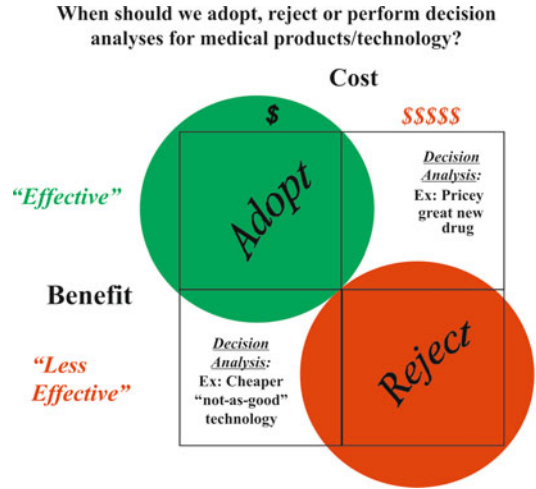 When should we adopt, reject or perform decision
analyses for medical products/technology?
Cost
$
$$$$$
"Effective"
Adopt
Decision
Analysis:
Ex: Pricey
great new
drug
Benefit
"Less
Effective"
Decision
Analysis:
Ex: Cheaper
"not-as-good"
technology
Reject